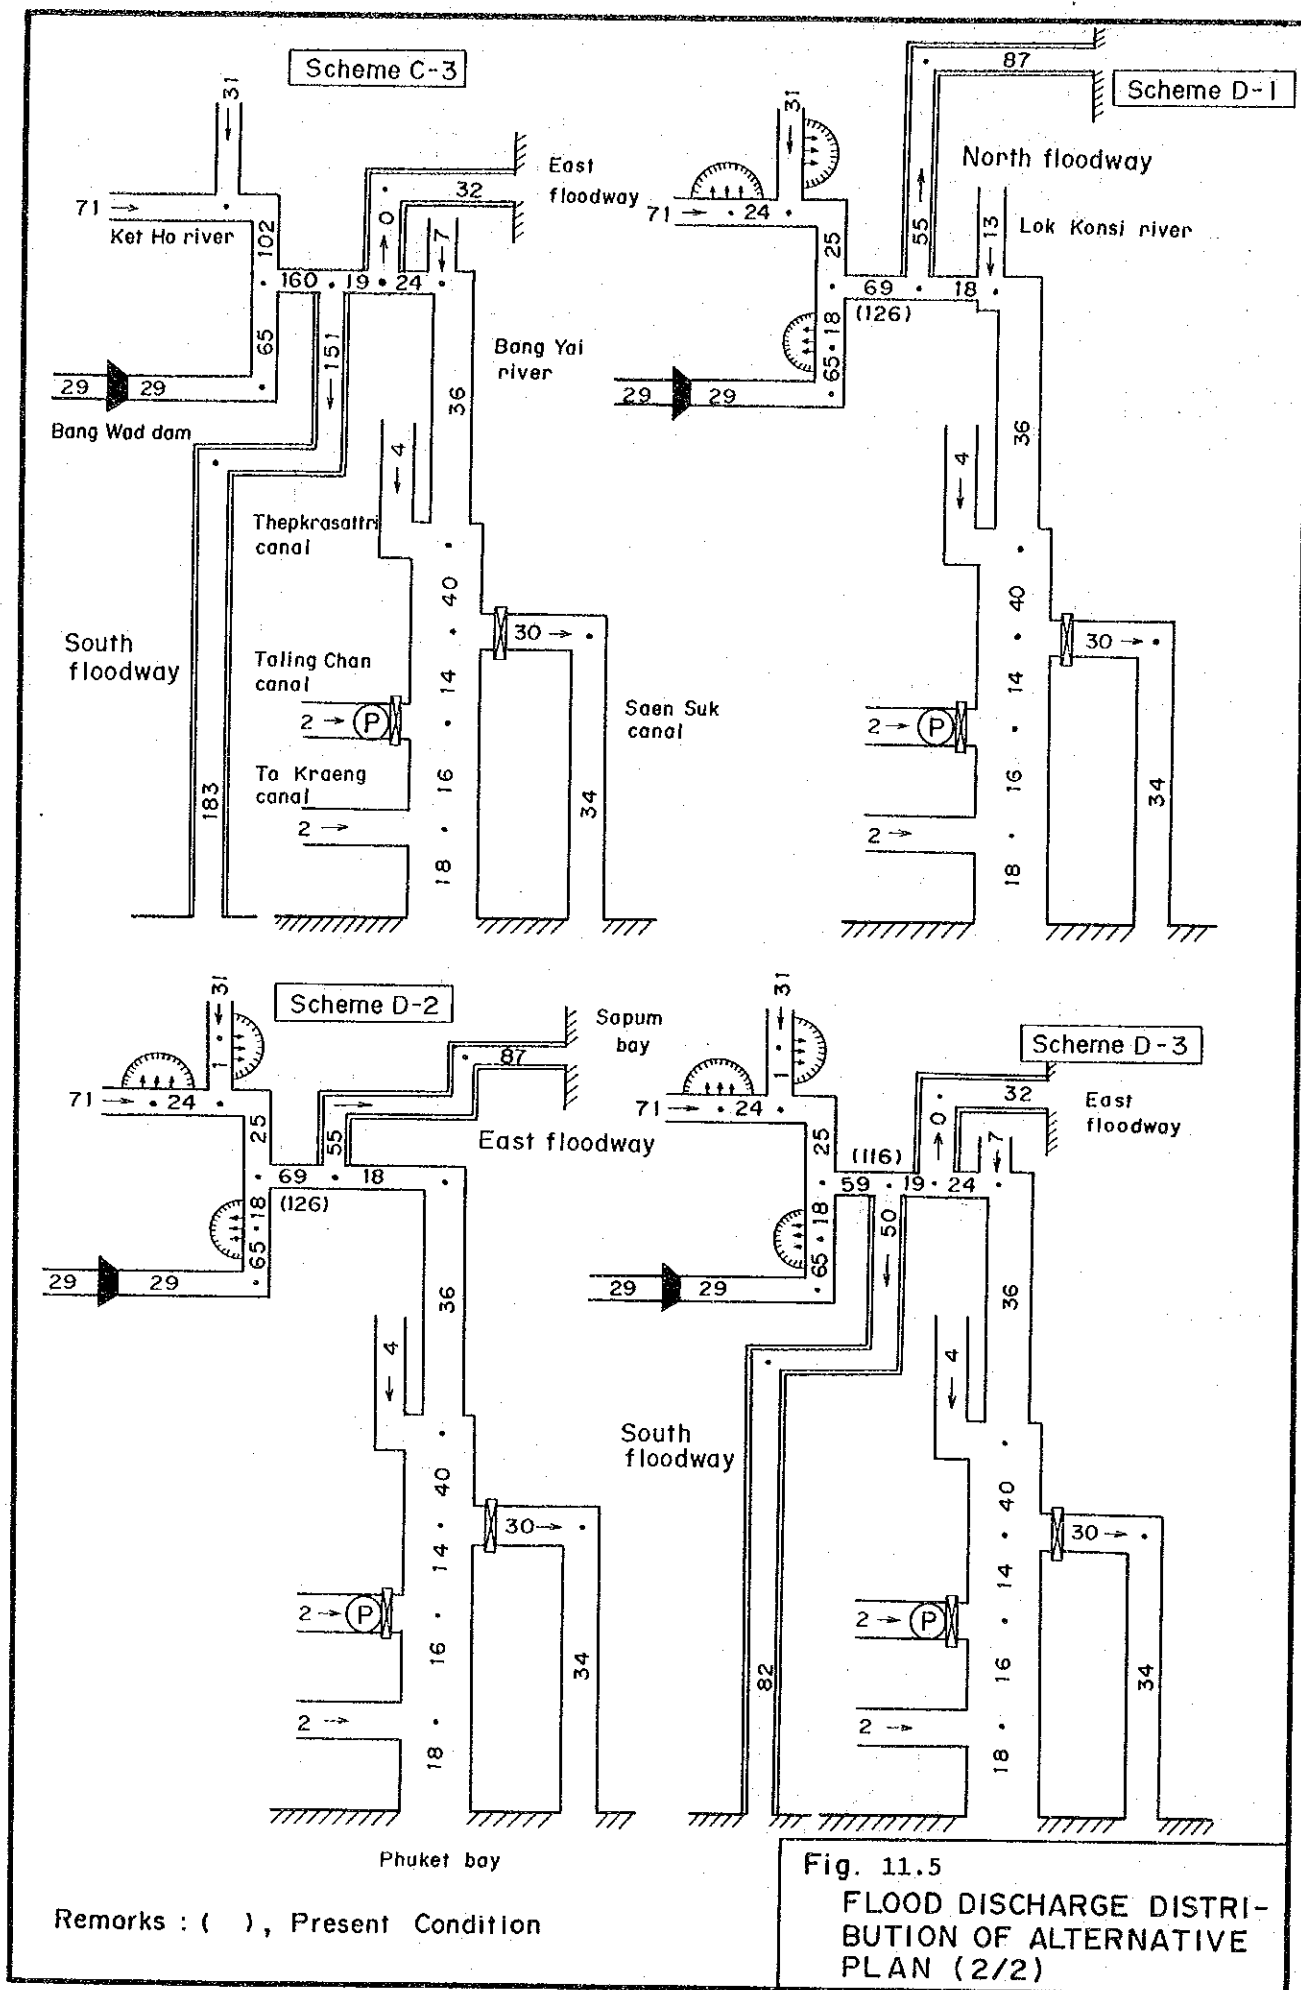 Scheme C-3
31
71 →
Ket Ho river
102
160
19
0
24
7
32
East
floodway
65
151
29
29
Bang Wad dam
Bang Yai
river
36
4
Thepkrasattri
canal
40
South
floodway
30
Taling Chan
canal
14
2 →
P
Saen Suk
canal
Ta Kraeng
canal
16
183
2 →
34
18
Scheme D-1
87
31
North floodway
71 →
24
25
55
13
Lok Konsi river
69
18
(126)
18
65
29
29
36
4
40
30 →
14
2 →
P
16
2 →
34
18
Scheme D-2
31
1
71 →
24
25
Sapum
bay
87
55
East floodway
69
18
(126)
18
65
29
29
36
4
40
30 →
14
2 →
P
16
2 →
34
18
Phuket bay
Scheme D-3
31
1
71 →
24
25
32
East
floodway
0
7
(116)
59
19
24
18
50
65
29
29
36
4
South
floodway
40
30 →
14
2 →
P
16
82
34
2 →
18
Remarks : ( ), Present Condition
Fig. 11.5
FLOOD DISCHARGE DISTRI-
BUTION OF ALTERNATIVE
PLAN (2/2)